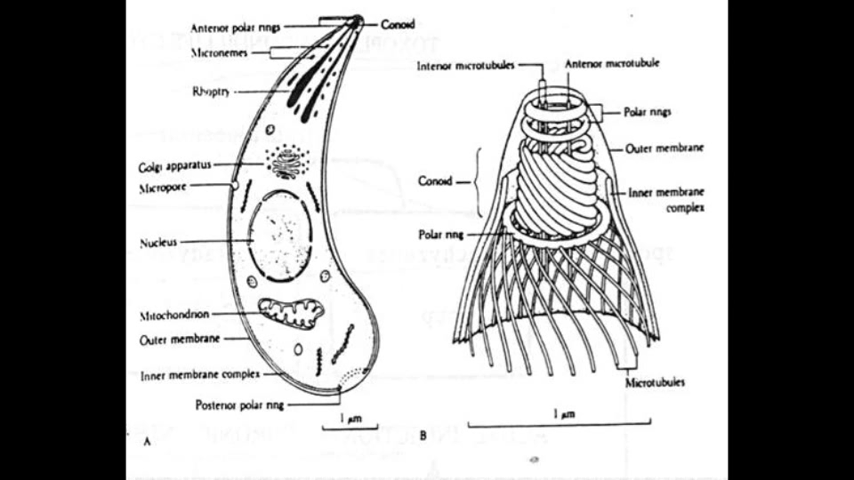 Anterior polar rings
Conoid
Micronemes
Rhoptry
Golgi apparatus
Micropore
Nucleus
Mitochondrion
Outer membrane
Inner membrane complex
Posterior polar ring
1 μm
A
Interior microtubules
Anterior microtubule
Polar rings
Outer membrane
Conoid
Inner membrane
complex
Polar ring
Microtubules
1 μm
B